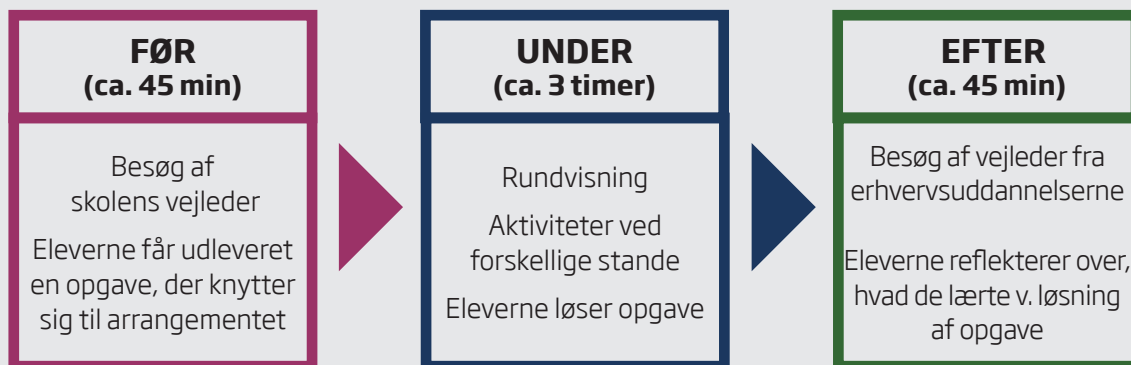 FØR
(ca. 45 min)
Besøg af
skolens vejleder
Eleverne får udleveret
en opgave, der knytter
sig til arrangementet
UNDER
(ca. 3 timer)
Rundvisning
Aktiviteter ved
forskellige stande
Eleverne løser opgave
EFTER
(ca. 45 min)
Besøg af vejleder fra
erhvervsuddannelserne
Eleverne reflekterer over,
hvad de lærte v. løsning
af opgave